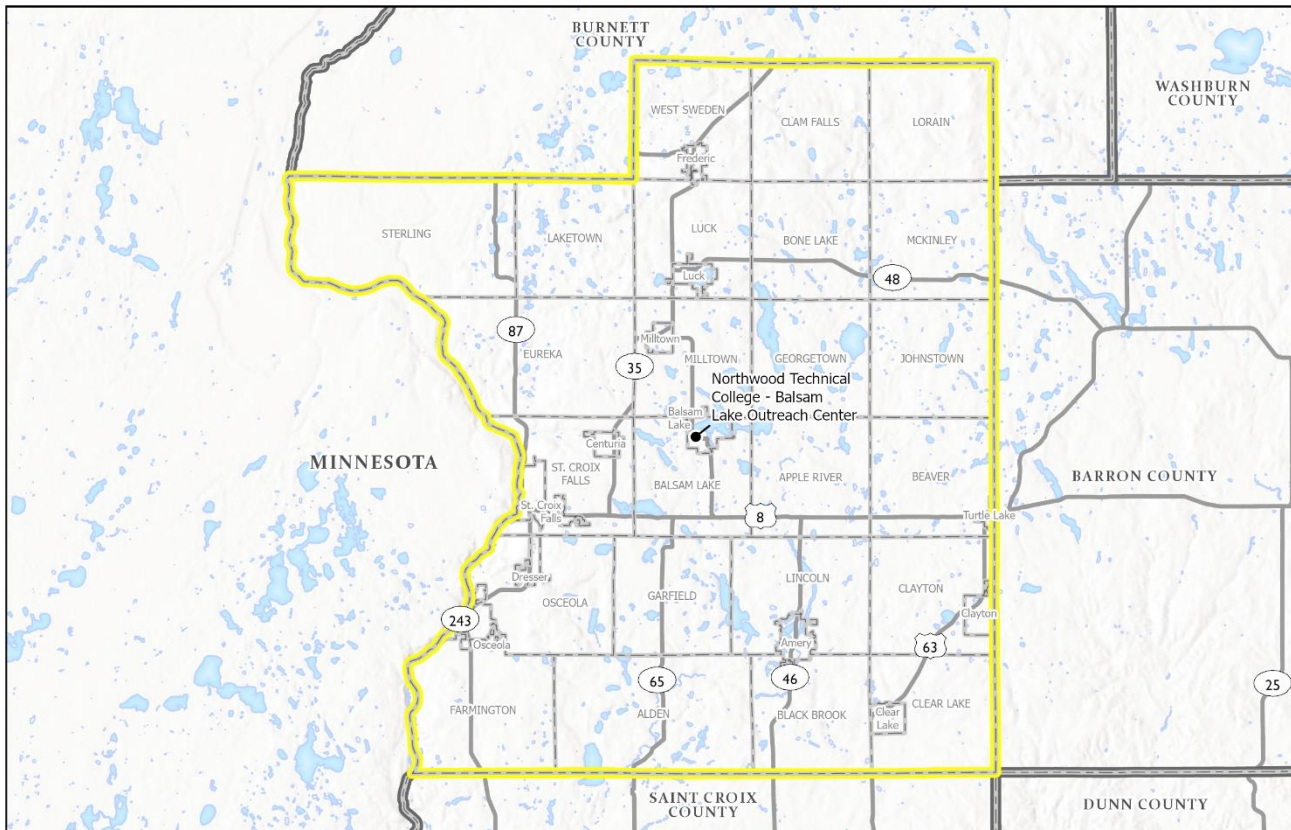 BURNETT
COUNTY
WASHBURN
COUNTY
WEST SWEDEN
CLAM FALLS
LORAIN
Frederic
STERLING
LAKETOWN
LUCK
BONE LAKE
MCKINLEY
Luck
48
87
EUREKA
Milltown
35
MILLTOWN
GEORGETOWN
JOHNSTOWN
Northwood Technical
College - Balsam
Lake Outreach Center
Balsam
Lake
Centuria
MINNESOTA
ST. CROIX
FALLS
BALSAM LAKE
APPLE RIVER
BEAVER
BARRON COUNTY
St. Croix
Falls
8
Turtle Lake
Dresser
OSCEOLA
GARFIELD
LINCOLN
CLAYTON
Clayton
243
Osceola
Amery
63
65
46
25
FARMINGTON
ALDEN
BLACK BROOK
Clear
Lake
CLEAR LAKE
SAINT CROIX
COUNTY
DUNN COUNTY